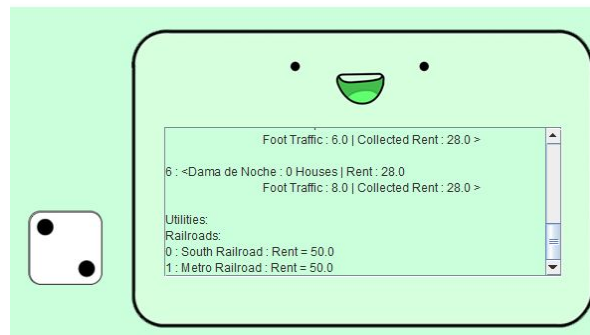 Foot Traffic : 6.0 | Collected Rent : 28.0 >
6 : <Dama de Noche : 0 Houses | Rent : 28.0
Foot Traffic : 8.0 | Collected Rent : 28.0 >
Utilities:
Railroads:
0 : South Railroad : Rent = 50.0
1 : Metro Railroad : Rent = 50.0